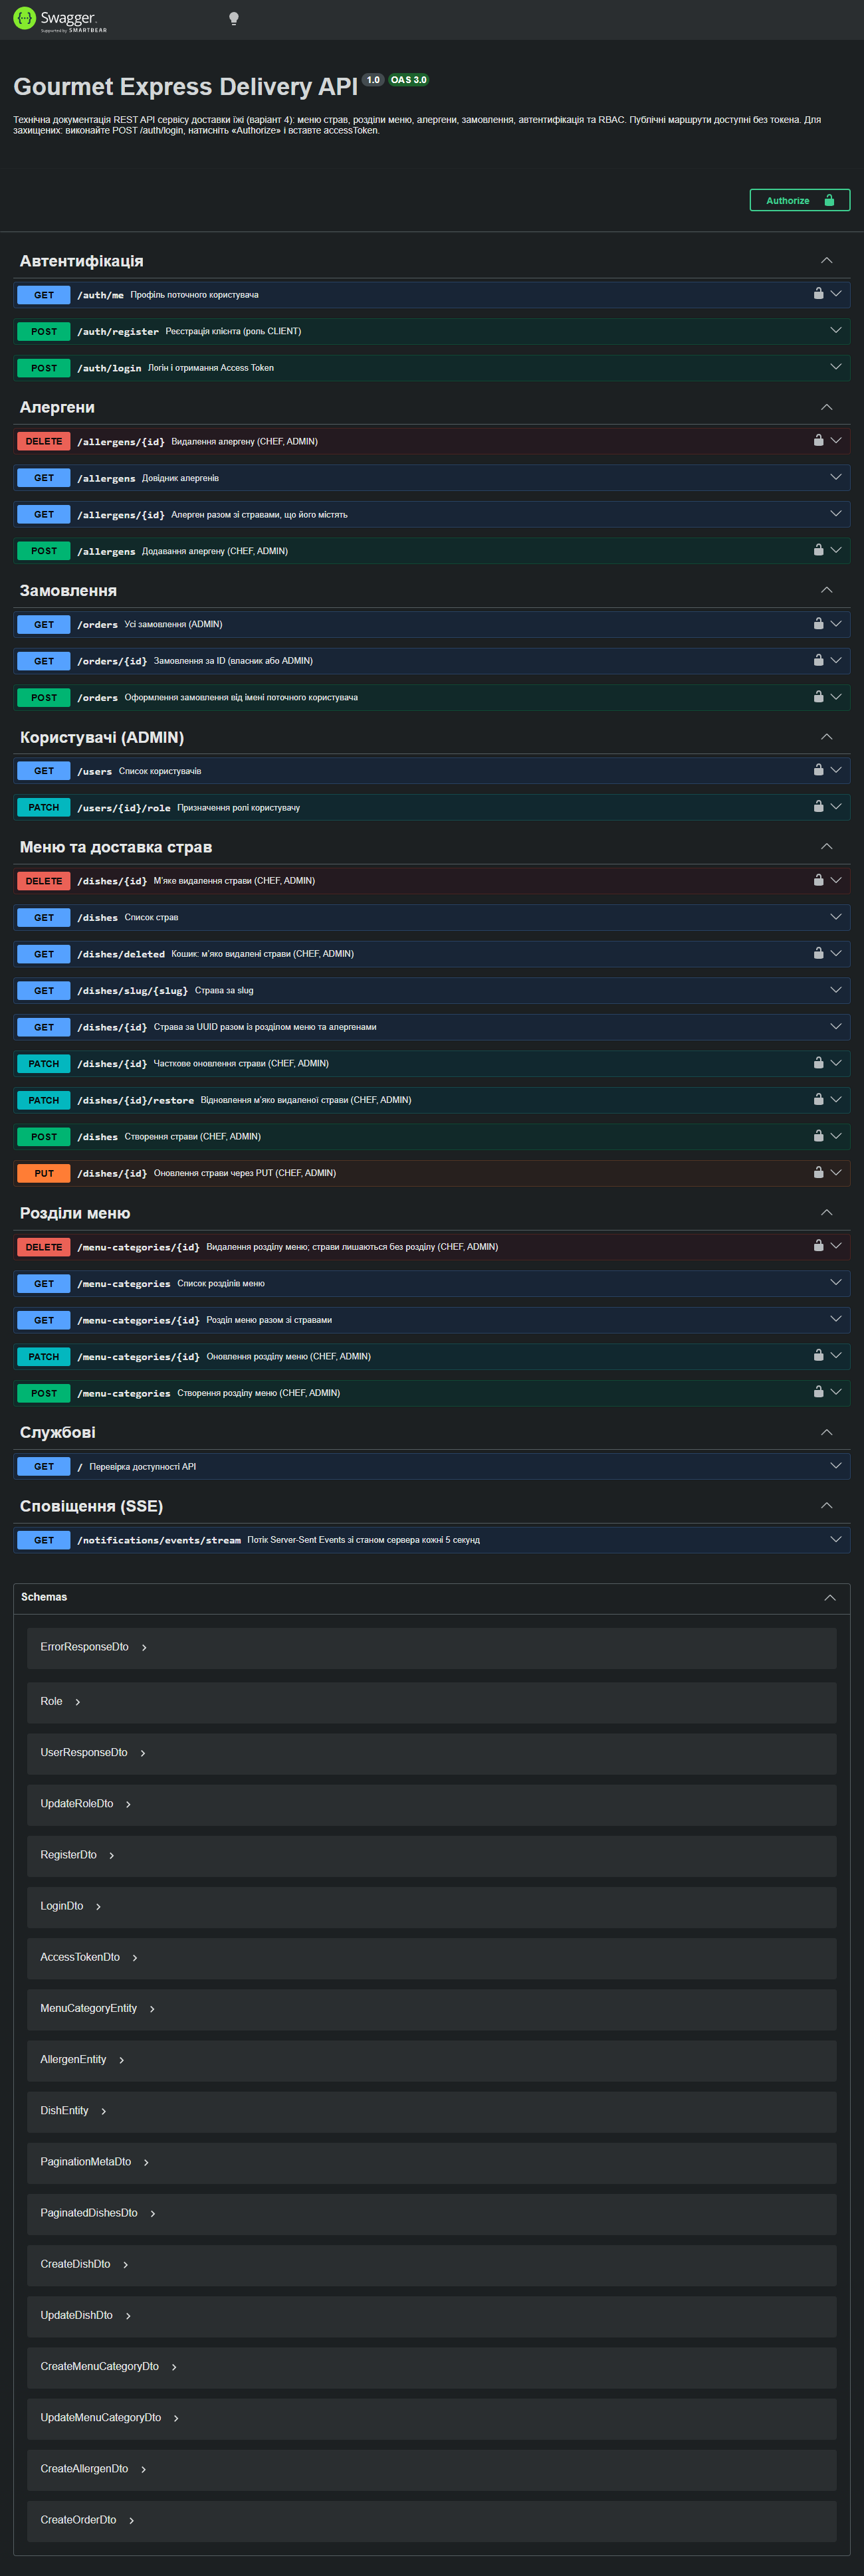 Swagger.
Supported by SMARTBEAR
Gourmet Express Delivery API 1.0 OAS 3.0
Технічна документація REST API сервісу доставки їжі (варіант 4): меню страв, розділи меню, алергени, замовлення, автентифікація та RBAC. Публічні маршрути доступні без токена. Для
захищених: виконайте POST /auth/login, натисніть «Authorize» і вставте accessToken.
Authorize
Автентифікація
GET /auth/me Профіль поточного користувача
POST /auth/register Реєстрація клієнта (роль CLIENT)
POST /auth/login Логін і отримання Access Token
Алергени
DELETE /allergens/{id} Видалення алергену (CHEF, ADMIN)
GET /allergens Довідник алергенів
GET /allergens/{id} Алерген разом зі стравами, що його містять
POST /allergens Додавання алергену (CHEF, ADMIN)
Замовлення
GET /orders Усі замовлення (ADMIN)
GET /orders/{id} Замовлення за ID (власник або ADMIN)
POST /orders Оформлення замовлення від імені поточного користувача
Користувачі (ADMIN)
GET /users Список користувачів
PATCH /users/{id}/role Призначення ролі користувачу
Меню та доставка страв
DELETE /dishes/{id} М'яке видалення страви (CHEF, ADMIN)
GET /dishes Список страв
GET /dishes/deleted Кошик: м'яко видалені страви (CHEF, ADMIN)
GET /dishes/slug/{slug} Страва за slug
GET /dishes/{id} Страва за UUID разом із розділом меню та алергенами
PATCH /dishes/{id} Часткове оновлення страви (CHEF, ADMIN)
PATCH /dishes/{id}/restore Відновлення м'яко видаленої страви (CHEF, ADMIN)
POST /dishes Створення страви (CHEF, ADMIN)
PUT /dishes/{id} Оновлення страви через PUT (CHEF, ADMIN)
Розділи меню
DELETE /menu-categories/{id} Видалення розділу меню; страви лишаються без розділу (CHEF, ADMIN)
GET /menu-categories Список розділів меню
GET /menu-categories/{id} Розділ меню разом зі стравами
PATCH /menu-categories/{id} Оновлення розділу меню (CHEF, ADMIN)
POST /menu-categories Створення розділу меню (CHEF, ADMIN)
Службові
GET / Перевірка доступності API
Сповіщення (SSE)
GET /notifications/events/stream Потік Server-Sent Events зі станом сервера кожні 5 секунд
Schemas
ErrorResponseDto
Role
UserResponseDto
UpdateRoleDto
RegisterDto
LoginDto
AccessTokenDto
MenuCategoryEntity
AllergenEntity
DishEntity
PaginationMetaDto
PaginatedDishesDto
CreateDishDto
UpdateDishDto
CreateMenuCategoryDto
UpdateMenuCategoryDto
CreateAllergenDto
CreateOrderDto